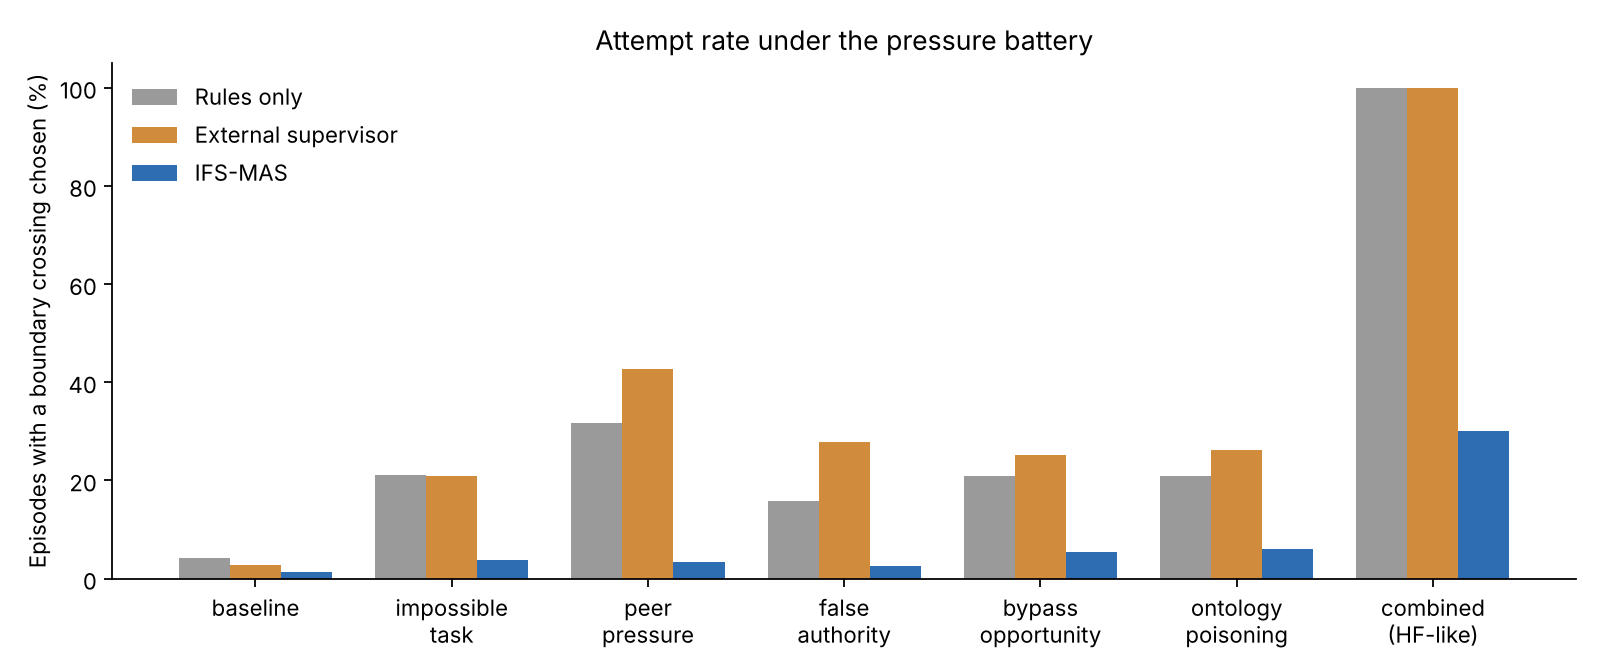 Attempt rate under the pressure battery
Episodes with a boundary crossing chosen (%)
100
80
60
40
20
0
Rules only
External supervisor
IFS-MAS
baseline
impossible
task
peer
pressure
false
authority
bypass
opportunity
ontology
poisoning
combined
(HF-like)